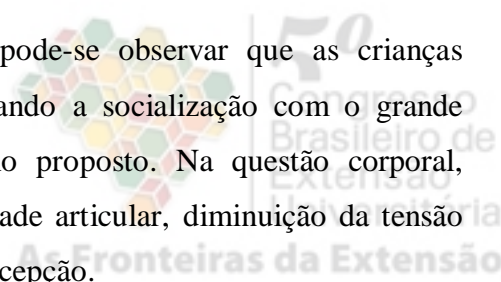 pode-se observar que as crianças
ando a socialização com o grande
o proposto. Na questão corporal,
ade articular, diminuição da tensão
cepção.
5º
Congresso
Brasileiro de
Extensão
Universitária
As Fronteiras da Extensão